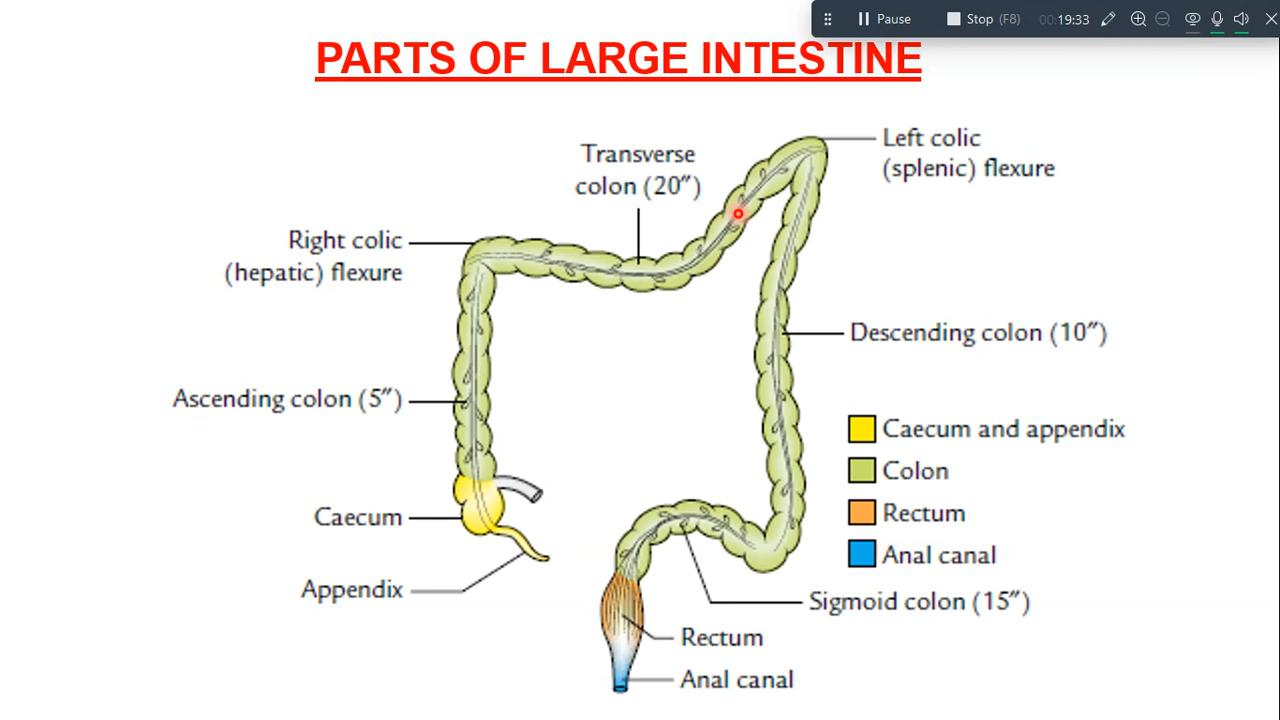 Pause
Stop (F8)
00:19:33
PARTS OF LARGE INTESTINE
Transverse
colon (20″)
Left colic
(splenic) flexure
Right colic
(hepatic) flexure
Descending colon (10″)
Ascending colon (5″)
Caecum and appendix
Colon
Rectum
Anal canal
Caecum
Appendix
Sigmoid colon (15″)
Rectum
Anal canal